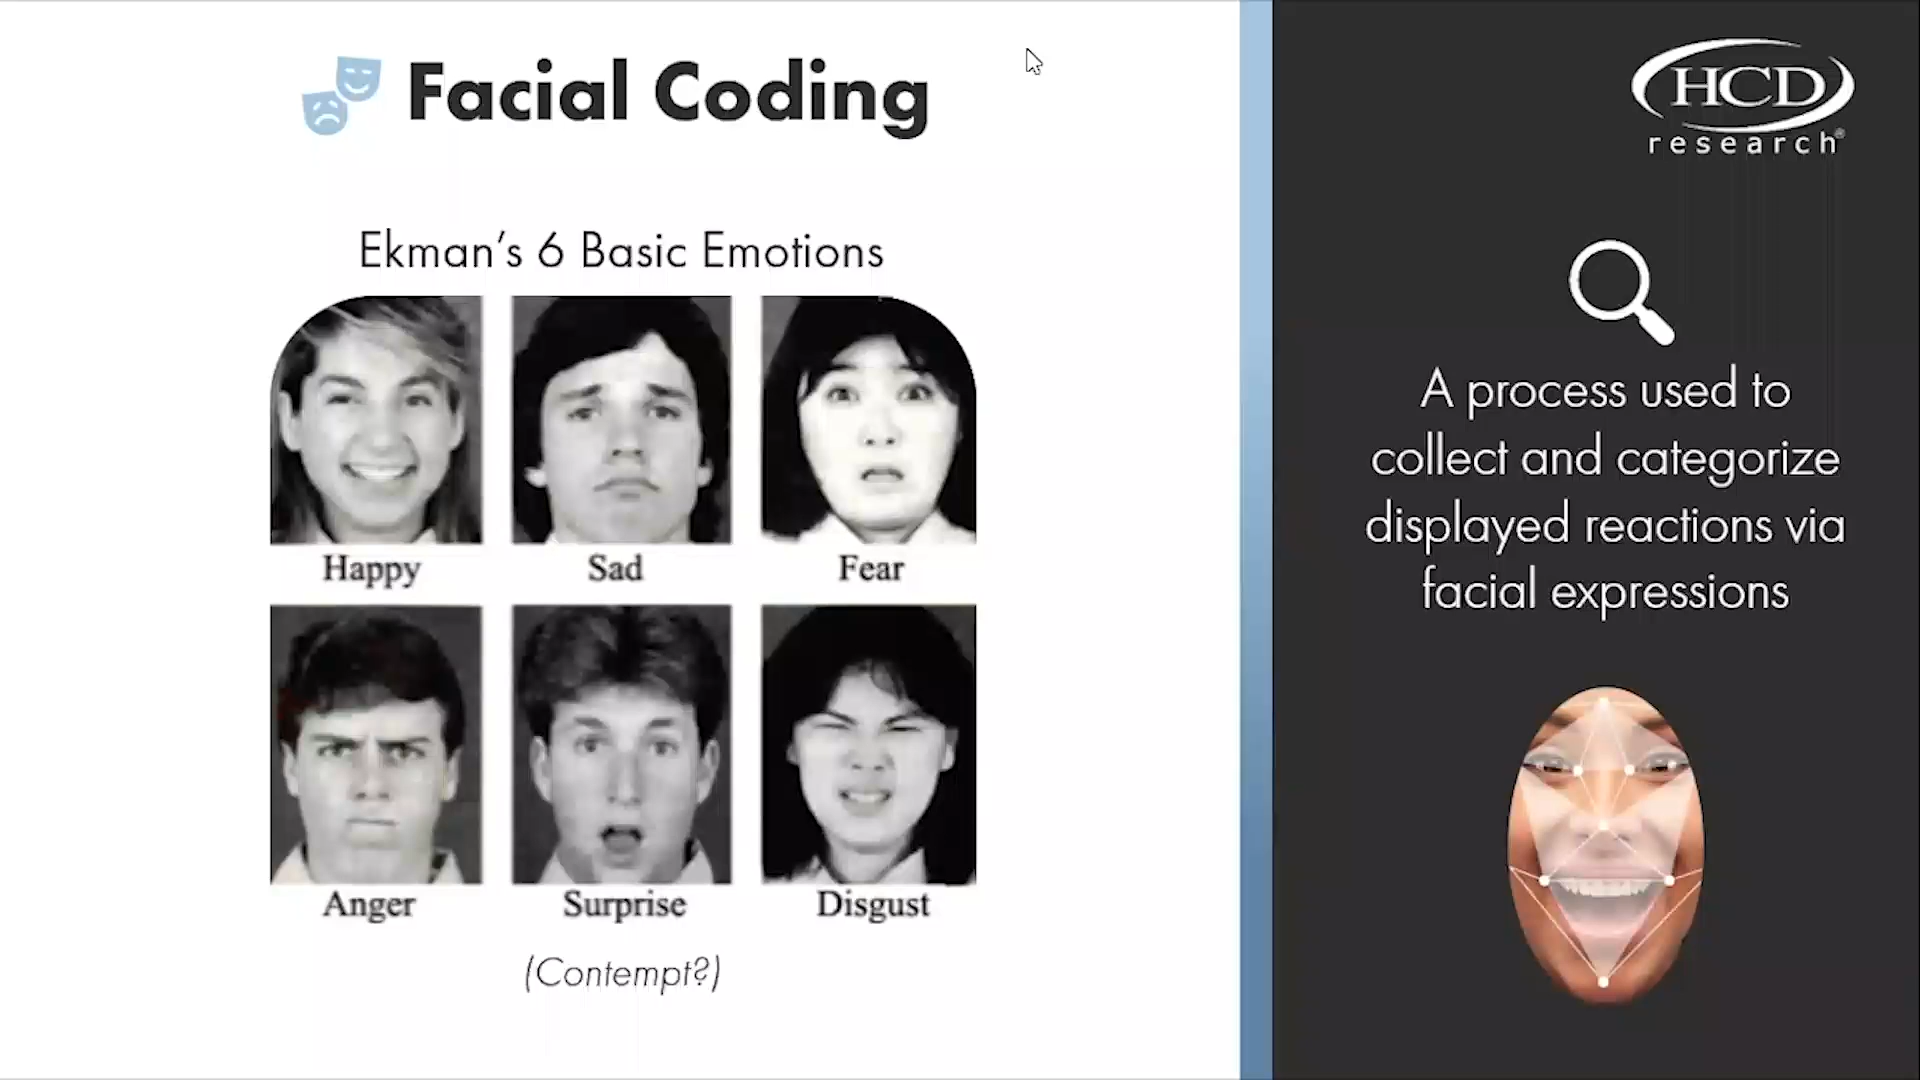 Facial Coding
Ekman's 6 Basic Emotions
Happy
Sad
Fear
Anger
Surprise
Disgust
(Contempt?)
HCD
research®
A process used to
collect and categorize
displayed reactions via
facial expressions